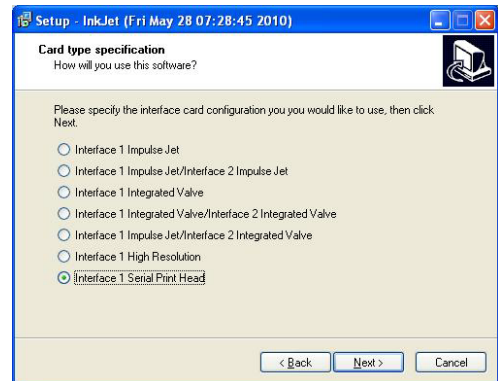 Setup - InkJet (Fri May 28 07:28:45 2010)
Card type specification
How will you use this software?
Please specify the interface card configuration you you would like to use, then click
Next.
Interface 1 Impulse Jet
Interface 1 Impulse Jet/Interface 2 Impulse Jet
Interface 1 Integrated Valve
Interface 1 Integrated Valve/Interface 2 Integrated Valve
Interface 1 Impulse Jet/Interface 2 Integrated Valve
Interface 1 High Resolution
Interface 1 Serial Print Head
< Back Next > Cancel